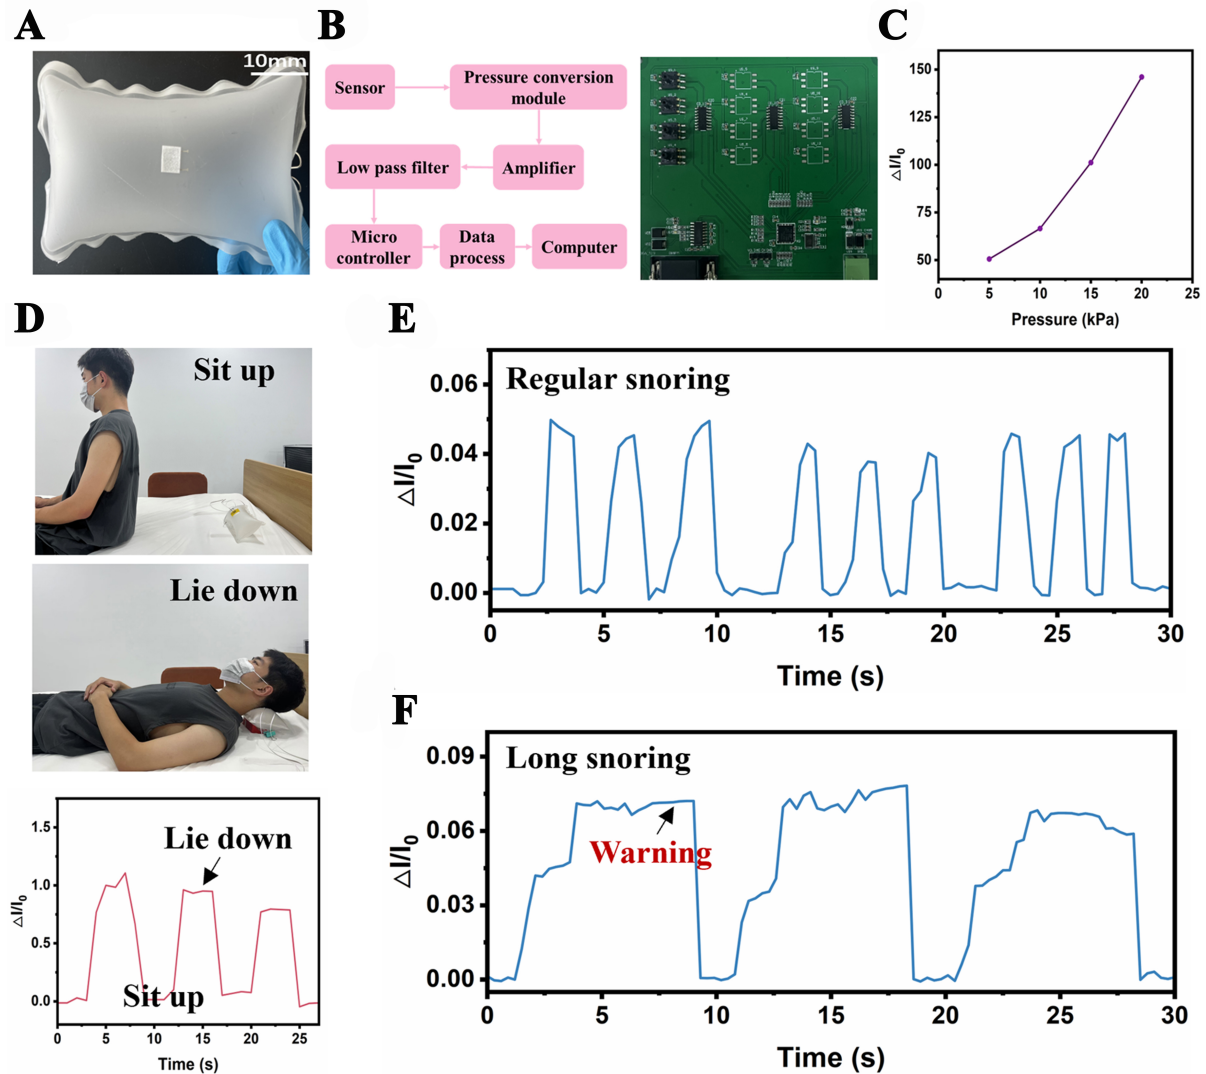 A
10mm
B
Sensor
Pressure conversion
module
Low pass filter
Amplifier
Micro
controller
Data
process
Computer
C
150
125
100
75
50
△I/I0
0
5
10
15
20
25
Pressure (kPa)
D
Sit up
Lie down
1.5
1.0
0.5
0.0
△I/I0
Lie down
Sit up
0
5
10
15
20
25
Time (s)
E
Regular snoring
0.06
0.04
0.02
0.00
△I/I0
0
5
10
15
20
25
30
Time (s)
F
Long snoring
Warning
0.09
0.06
0.03
0.00
△I/I0
0
5
10
15
20
25
30
Time (s)